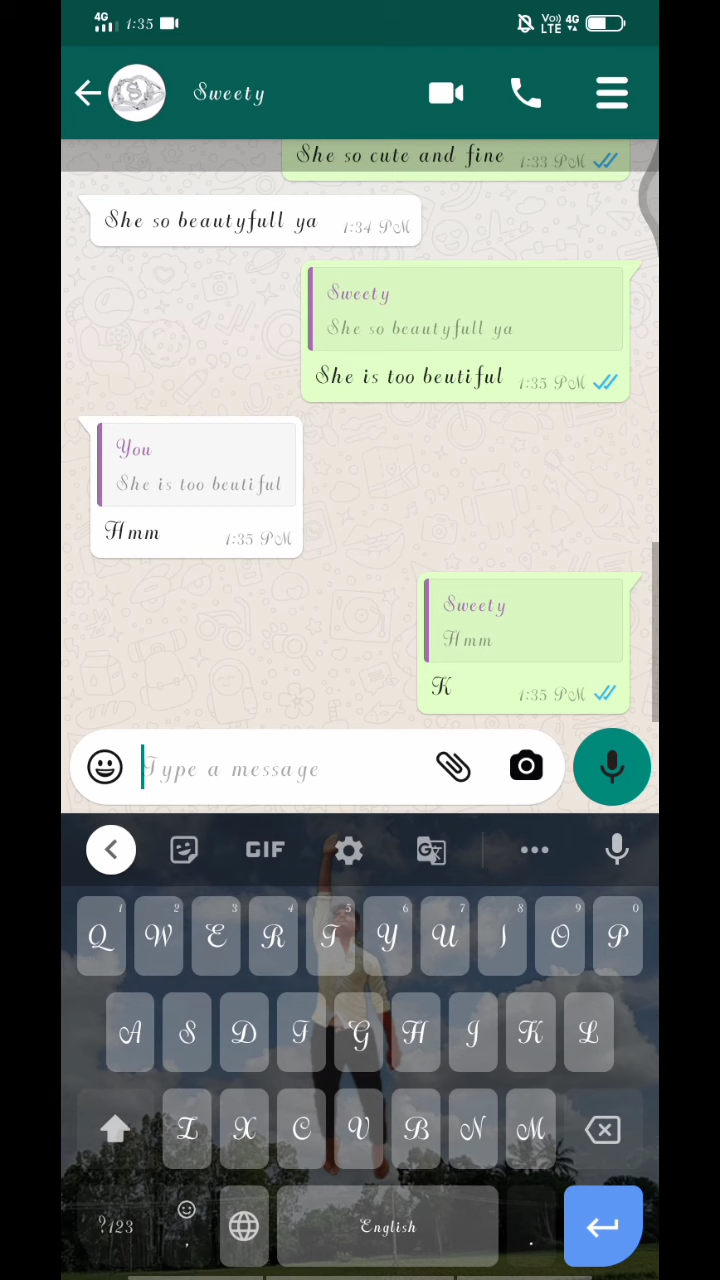 4G 1:35 Vo)) LTE 4G
Sweety
She so cute and fine 1:33 PM
She so beautyfull ya 1:34 PM
Sweety
She so beautyfull ya
She is too beutiful 1:35 PM
You
She is too beutiful
Hmm 1:35 PM
Sweety
Hmm
K 1:35 PM
Type a message
GIF
1 2 3 4 5 6 7 8 9 0
Q W E R T Y U I O P
A S D F G H J K L
Z X C V B N M
?123 , English .